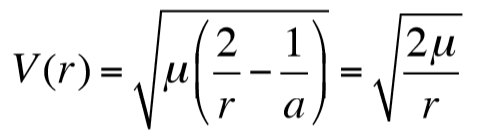 V(r) = √(μ(2/r − 1/a)) = √(2μ/r)